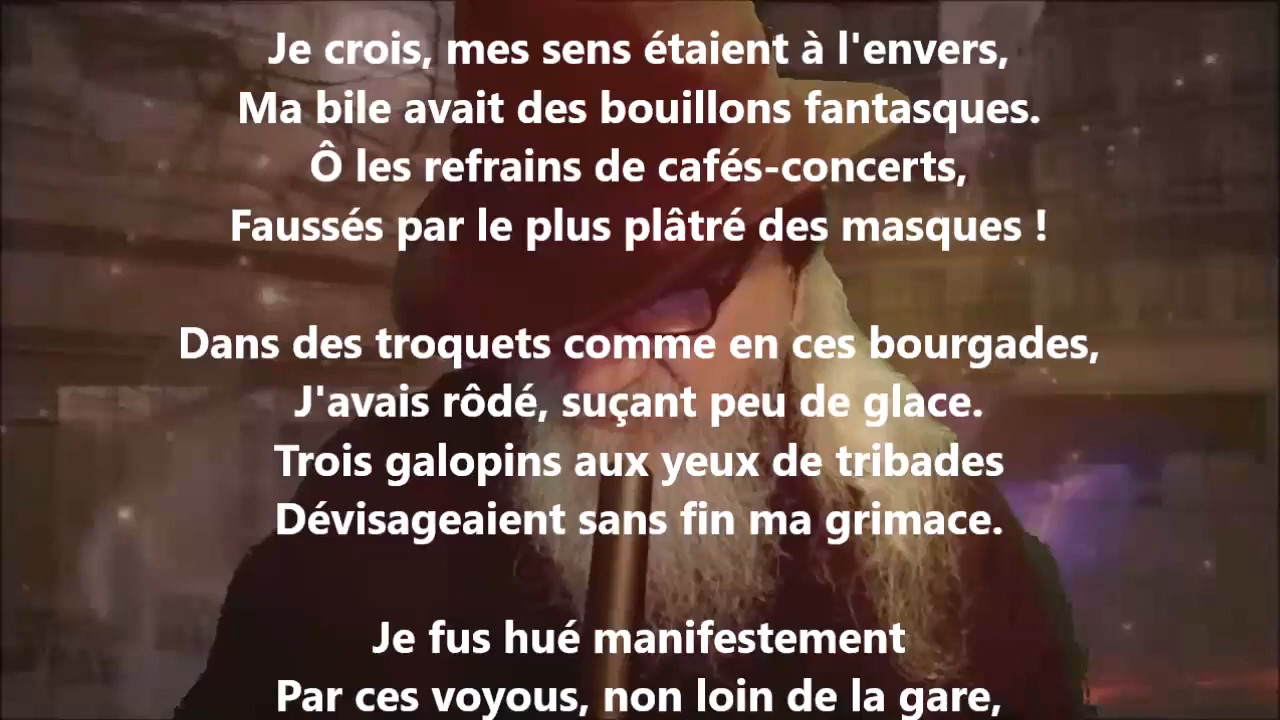 Je crois, mes sens étaient à l'envers,
Ma bile avait des bouillons fantasques.
Ô les refrains de cafés-concerts,
Faussés par le plus plâtré des masques !
Dans des troquets comme en ces bourgades,
J'avais rôdé, suçant peu de glace.
Trois galopins aux yeux de tribades
Dévisageaient sans fin ma grimace.
Je fus hué manifestement
Par ces voyous, non loin de la gare,